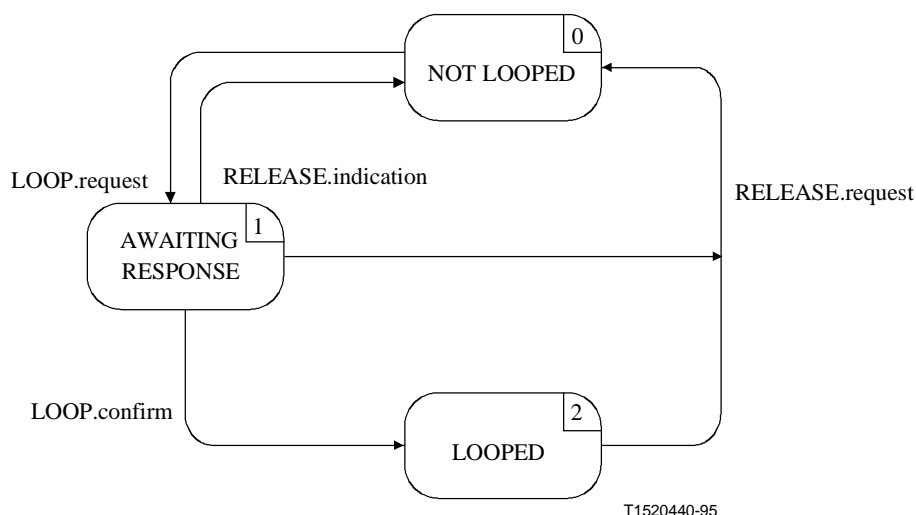 0
NOT LOOPED
LOOP.request
RELEASE.indication
RELEASE.request
1
AWAITING
RESPONSE
LOOP.confirm
2
LOOPED
T1520440-95